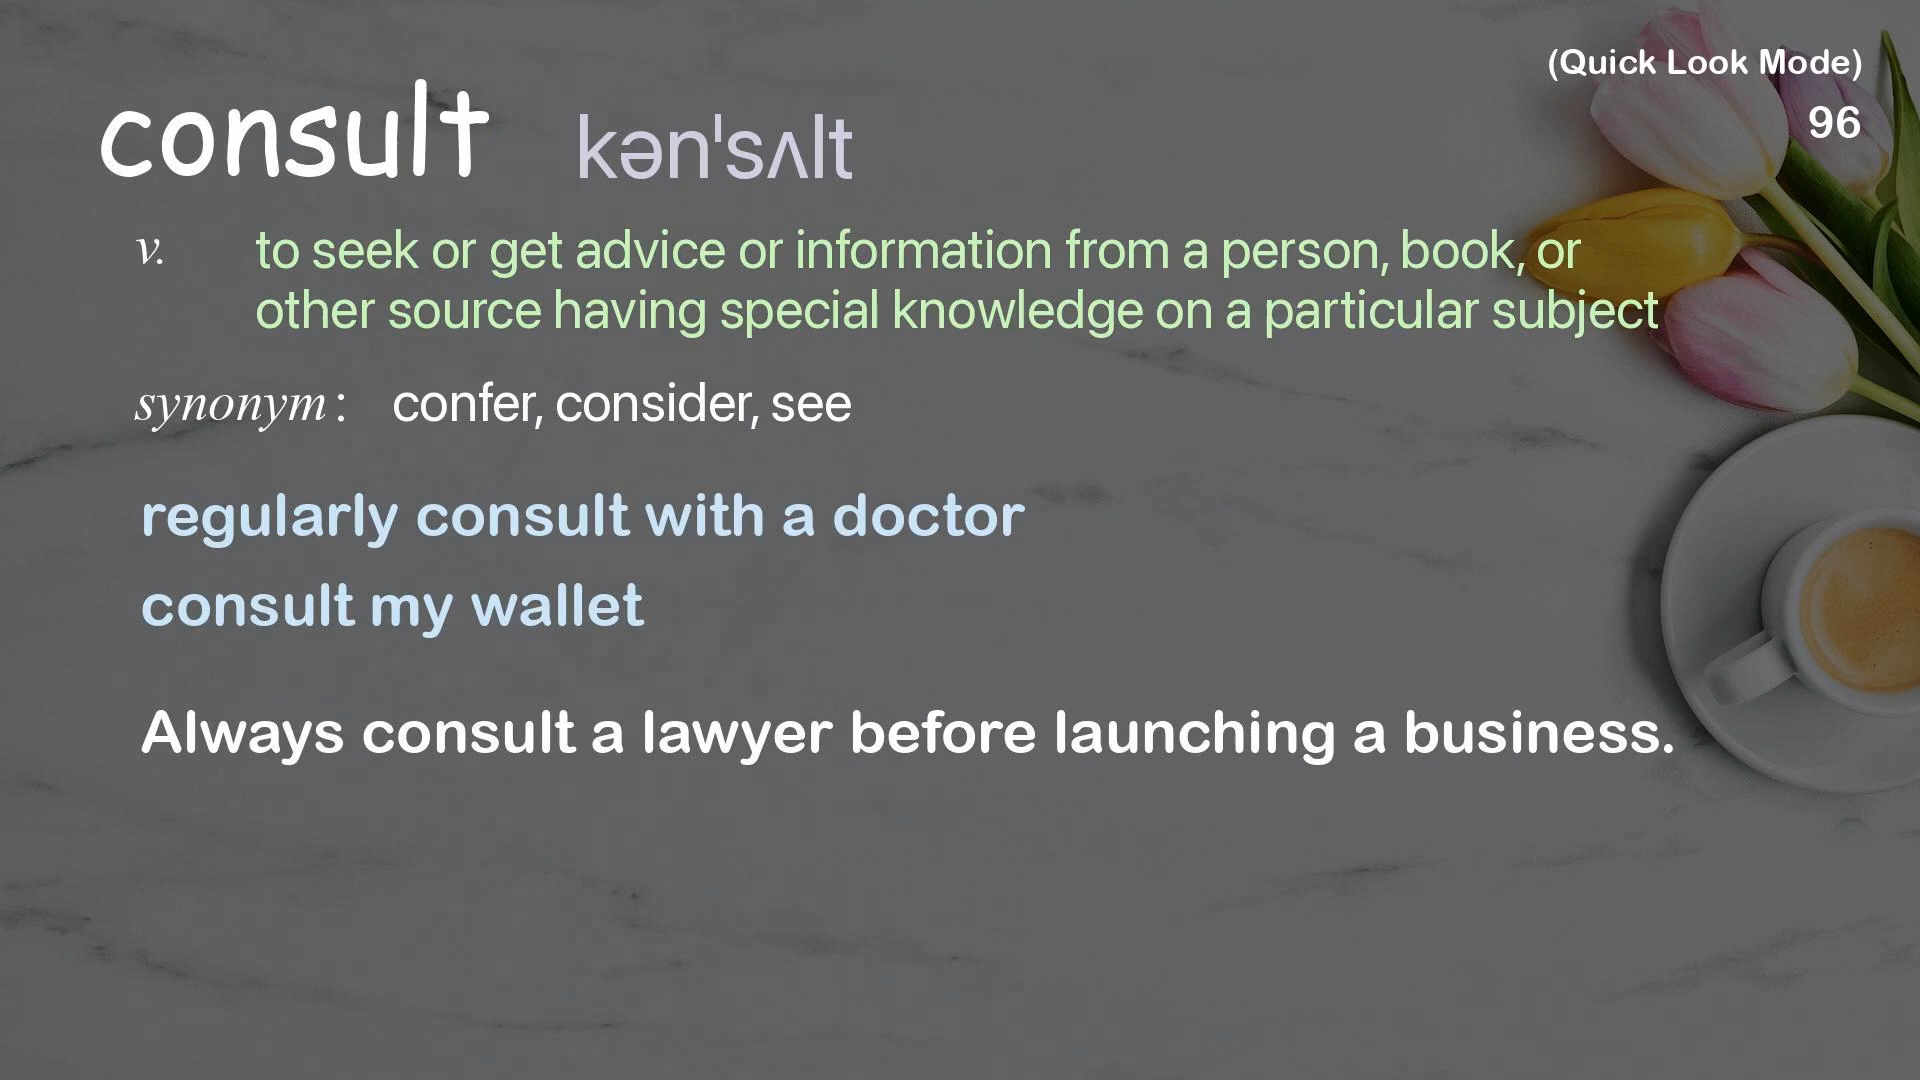 (Quick Look Mode)
96
consult kən'sʌlt
v. to seek or get advice or information from a person, book, or
other source having special knowledge on a particular subject
synonym: confer, consider, see
regularly consult with a doctor
consult my wallet
Always consult a lawyer before launching a business.